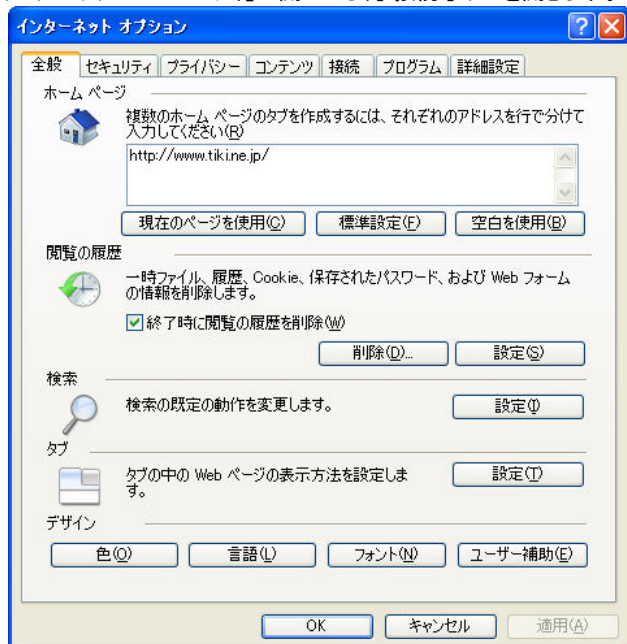 インターネット オプション
全般 セキュリティ プライバシー コンテンツ 接続 プログラム 詳細設定
ホーム ページ
複数のホーム ページのタブを作成するには、それぞれのアドレスを行で分けて
入力してください(R)
http://www.tiki.ne.jp/
現在のページを使用(C) 標準設定(F) 空白を使用(B)
閲覧の履歴
一時ファイル、履歴、Cookie、保存されたパスワード、および Web フォーム
の情報を削除します。
終了時に閲覧の履歴を削除(W)
削除(D)... 設定(S)
検索
検索の既定の動作を変更します。 設定(I)
タブ
タブの中の Web ページの表示方法を設定しま
す。
設定(T)
デザイン
色(O) 言語(L) フォント(N) ユーザー補助(E)
OK キャンセル 適用(A)